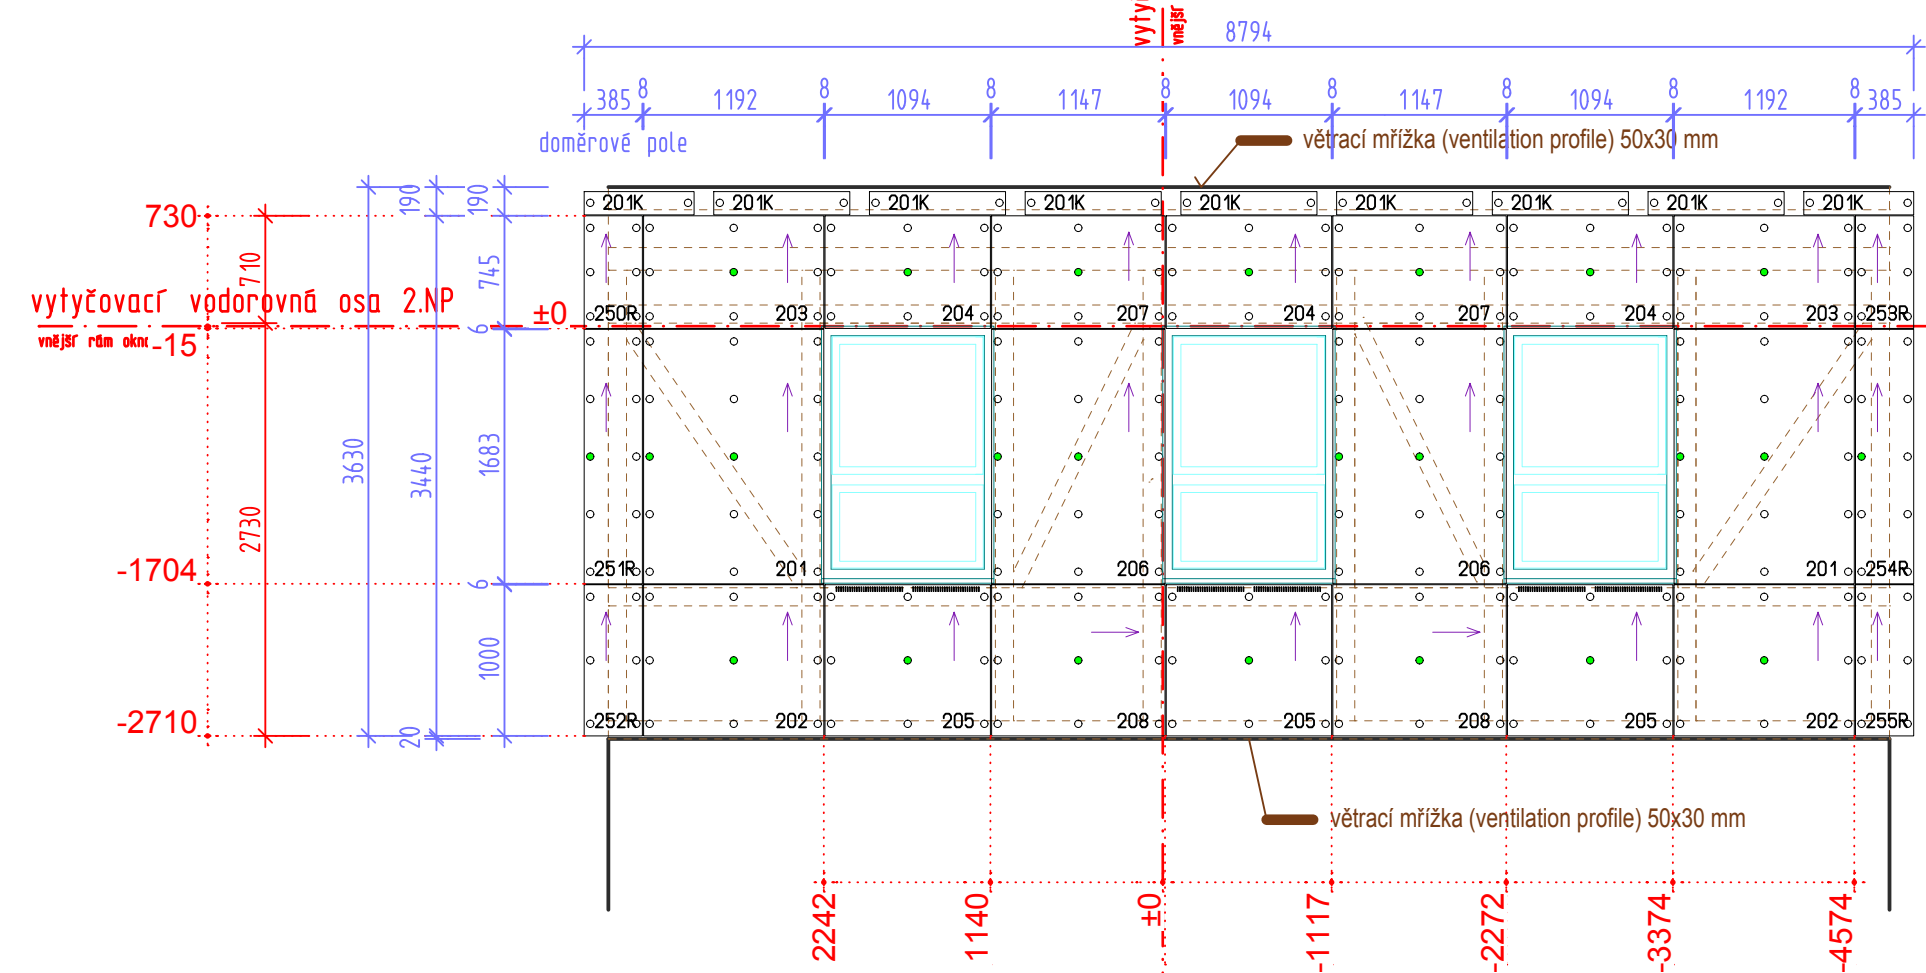 vytyč
vnější
8794
385 8 1192 8 1094 8 1147 8 1094 8 1147 8 1094 8 1192 8 385
doměrové pole
větrací mřížka (ventilation profile) 50x30 mm
201K 201K 201K 201K 201K 201K 201K 201K 201K
730
190
190
710
745
vytyčovací vodorovná osa 2.NP
±0
vnější rám okna
-15
6
250R 203 204 207 204 207 204 203 253R
3630
3440
1683
2730
-1704
6
251R 201 206 206 201 254R
1000
-2710
20
252R 202 205 208 205 208 205 202 255R
větrací mřížka (ventilation profile) 50x30 mm
2242
1140
±0
-1117
-2272
-3374
-4574